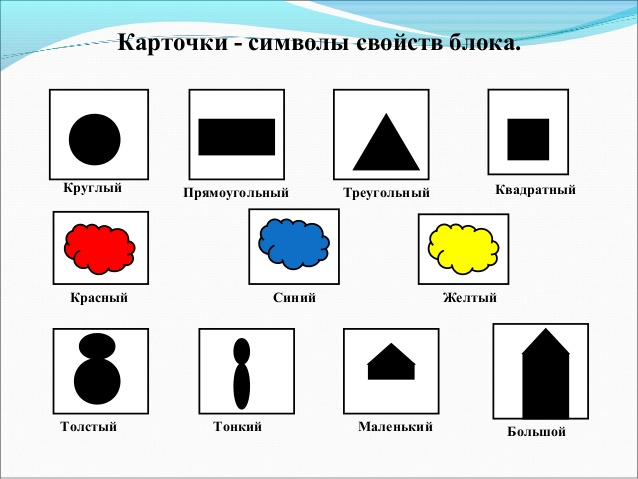 Карточки - символы свойств блока.
Круглый
Прямоугольный
Треугольный
Квадратный
Красный
Синий
Желтый
Толстый
Тонкий
Маленький
Большой